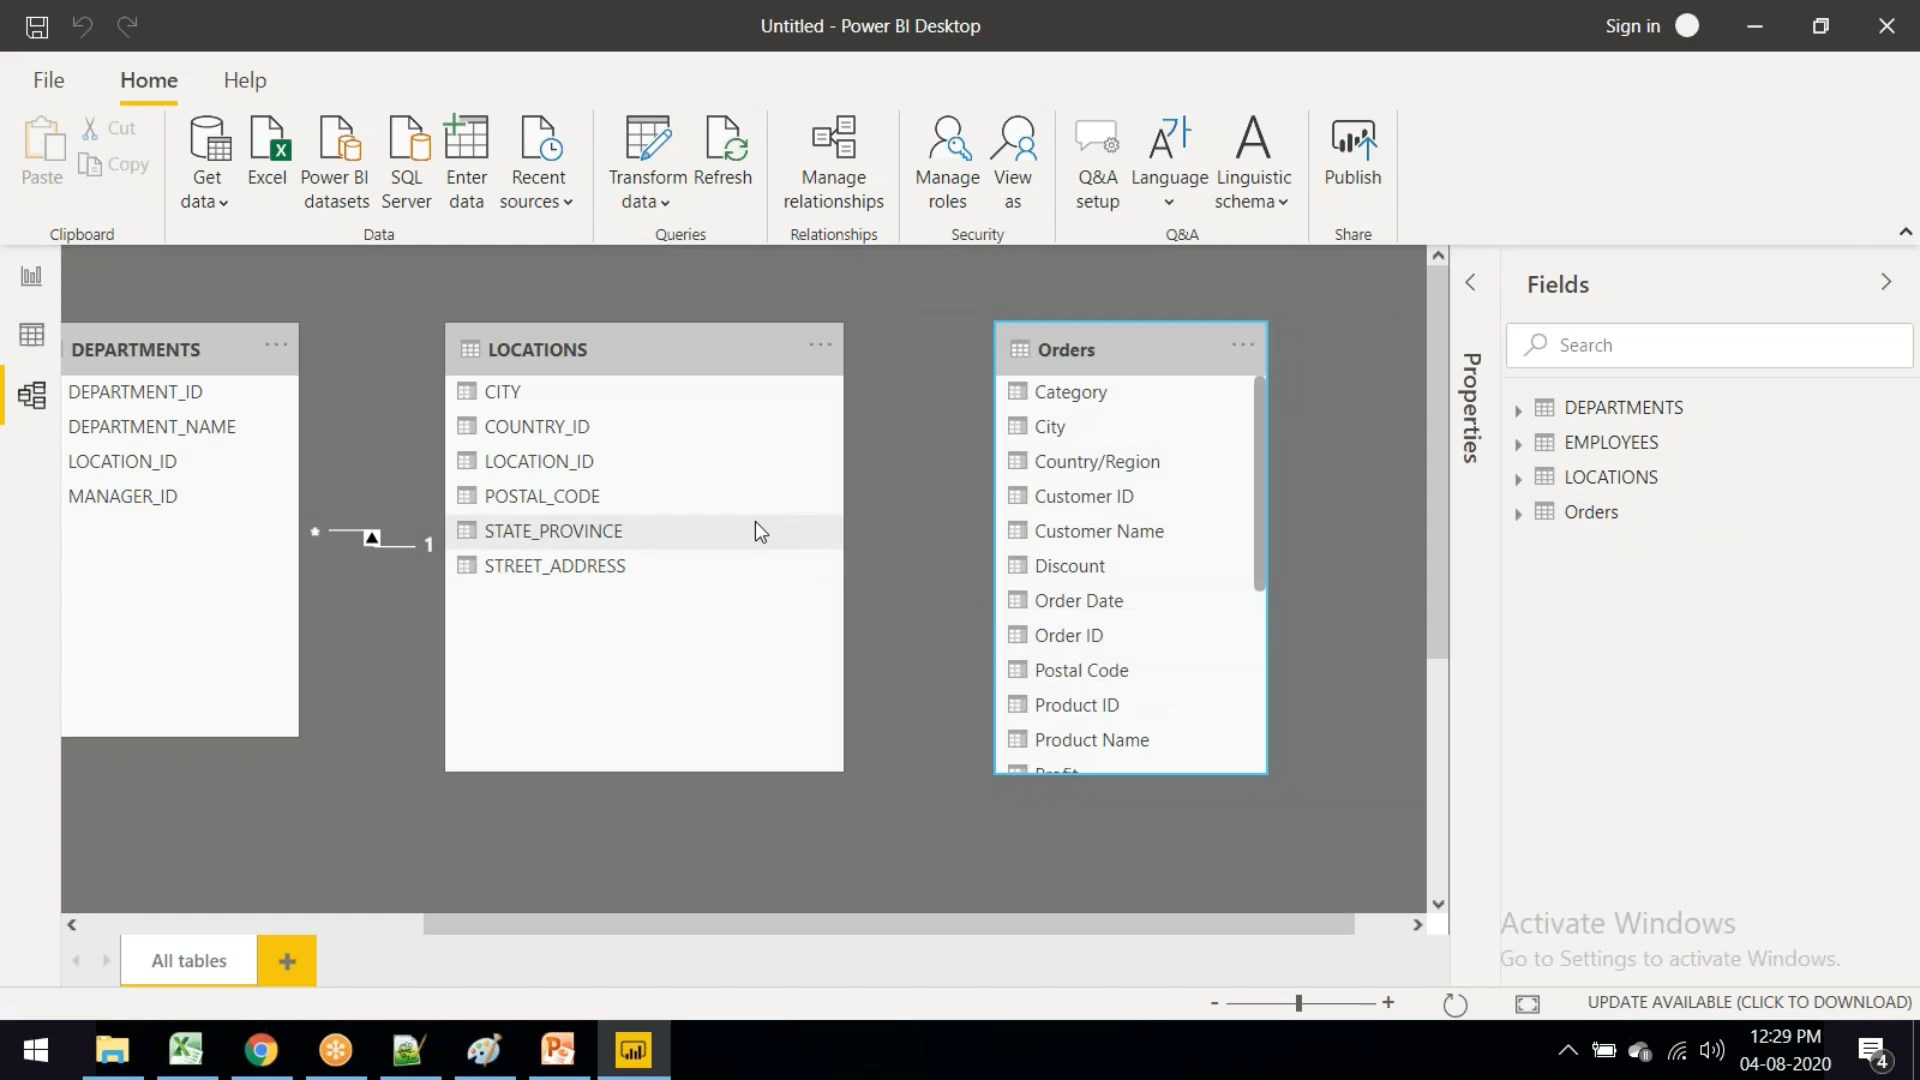 Untitled - Power BI Desktop
Sign in
File
Home
Help
Paste
Cut
Copy
Get data
Excel
Power BI datasets
SQL Server
Enter data
Recent sources
Transform data
Refresh
Manage relationships
Manage roles
View as
Q&A setup
Language
Linguistic schema
Publish
Clipboard
Data
Queries
Relationships
Security
Q&A
Share
DEPARTMENTS
DEPARTMENT_ID
DEPARTMENT_NAME
LOCATION_ID
MANAGER_ID
* 1
LOCATIONS
CITY
COUNTRY_ID
LOCATION_ID
POSTAL_CODE
STATE_PROVINCE
STREET_ADDRESS
Orders
Category
City
Country/Region
Customer ID
Customer Name
Discount
Order Date
Order ID
Postal Code
Product ID
Product Name
Profit
Properties
Fields
Search
DEPARTMENTS
EMPLOYEES
LOCATIONS
Orders
Activate Windows
Go to Settings to activate Windows.
All tables
UPDATE AVAILABLE (CLICK TO DOWNLOAD)
12:29 PM
04-08-2020
4